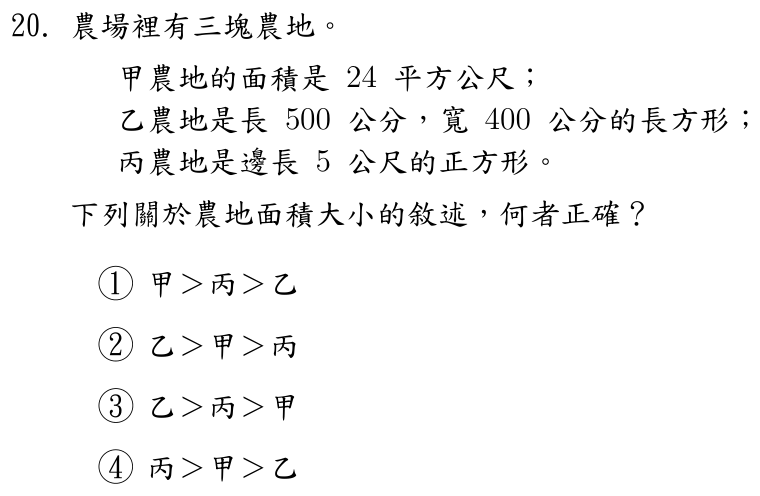 20. 農場裡有三塊農地。
甲農地的面積是 24 平方公尺；
乙農地是長 500 公分，寬 400 公分的長方形；
丙農地是邊長 5 公尺的正方形。
下列關於農地面積大小的敘述，何者正確？
① 甲＞丙＞乙
② 乙＞甲＞丙
③ 乙＞丙＞甲
④ 丙＞甲＞乙